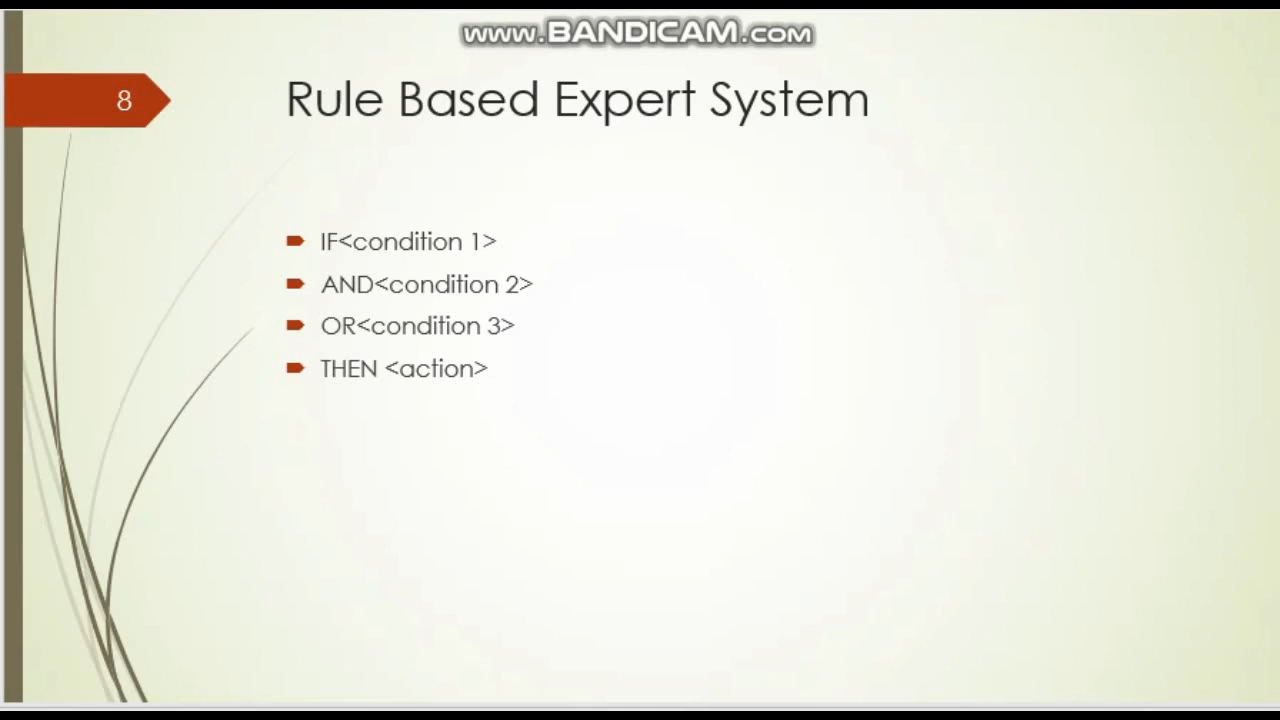 www.BANDICAM.com
8
Rule Based Expert System
IF<condition 1>
AND<condition 2>
OR<condition 3>
THEN <action>